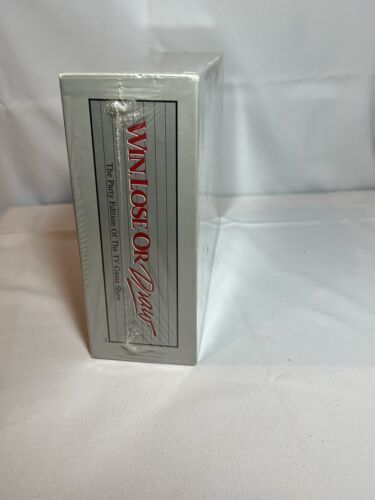 WIN, LOSE OR Draw
The Party Edition Of The TV Game Show